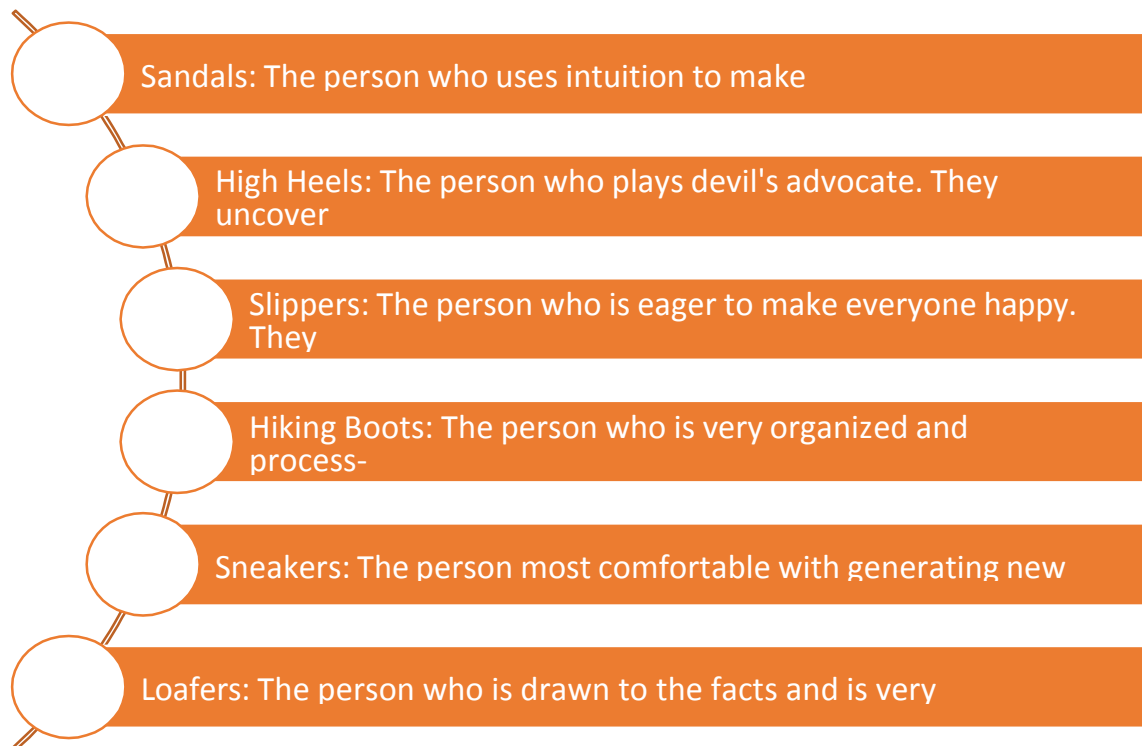 Sandals: The person who uses intuition to make
High Heels: The person who plays devil's advocate. They
uncover
Slippers: The person who is eager to make everyone happy.
They
Hiking Boots: The person who is very organized and
process-
Sneakers: The person most comfortable with generating new
Loafers: The person who is drawn to the facts and is very